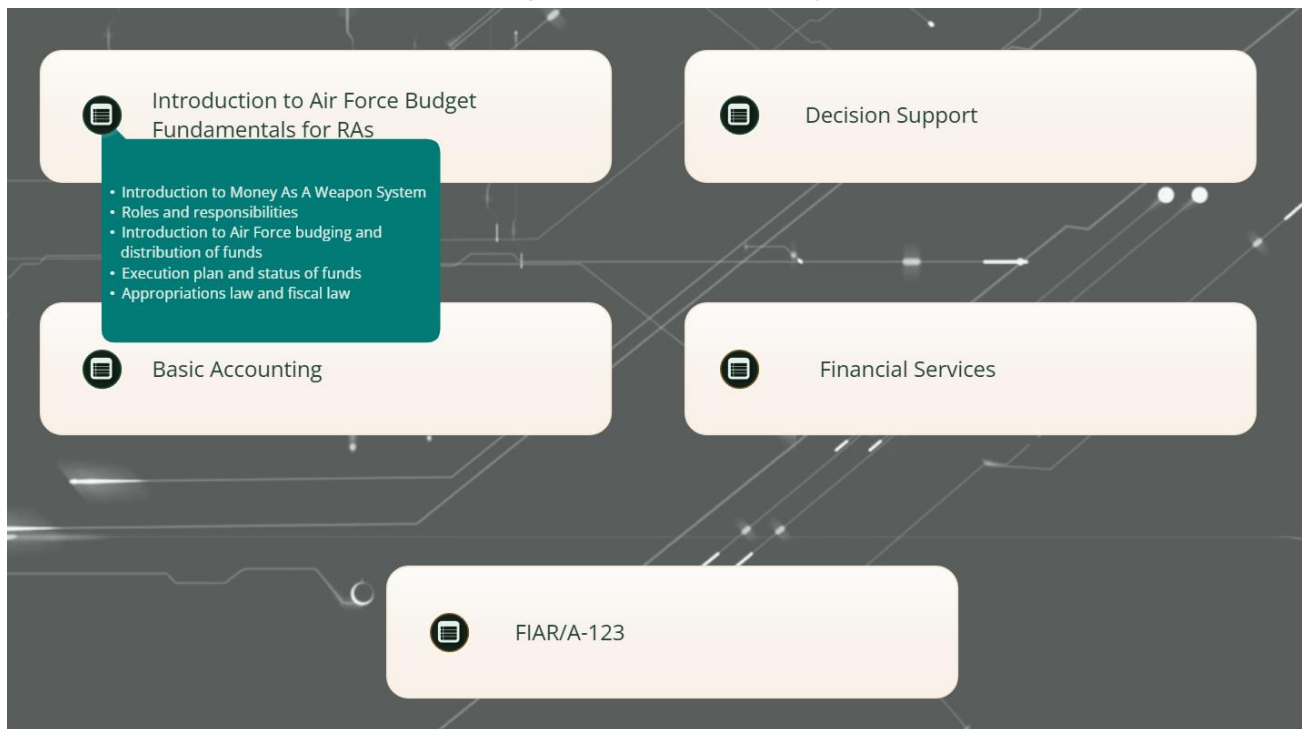 Introduction to Air Force Budget
Fundamentals for RAs
• Introduction to Money As A Weapon System
• Roles and responsibilities
• Introduction to Air Force budging and
distribution of funds
• Execution plan and status of funds
• Appropriations law and fiscal law
Decision Support
Basic Accounting
Financial Services
FIAR/A-123